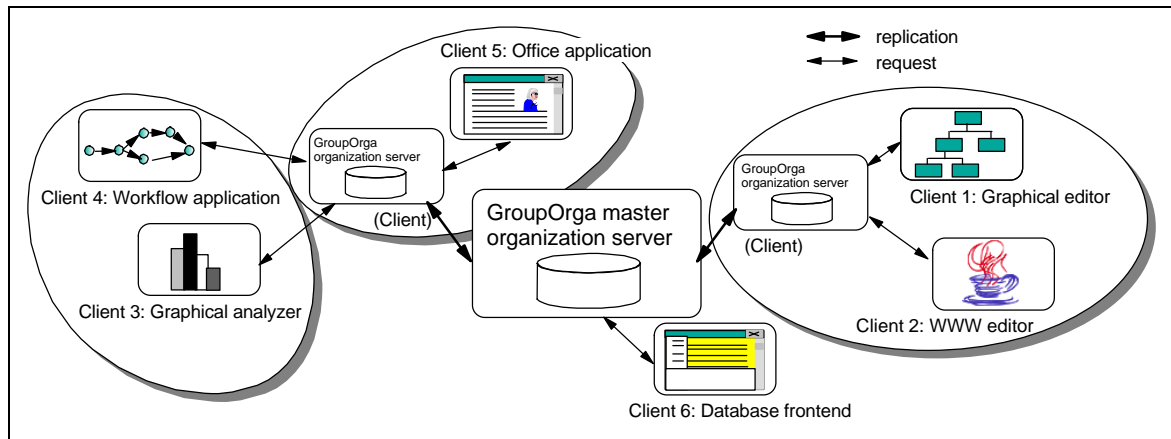 Client 5: Office application
replication
request
GroupOrga
organization server
(Client)
Client 4: Workflow application
Client 3: Graphical analyzer
GroupOrga master
organization server
GroupOrga
organization server
(Client)
Client 1: Graphical editor
Client 2: WWW editor
Client 6: Database frontend